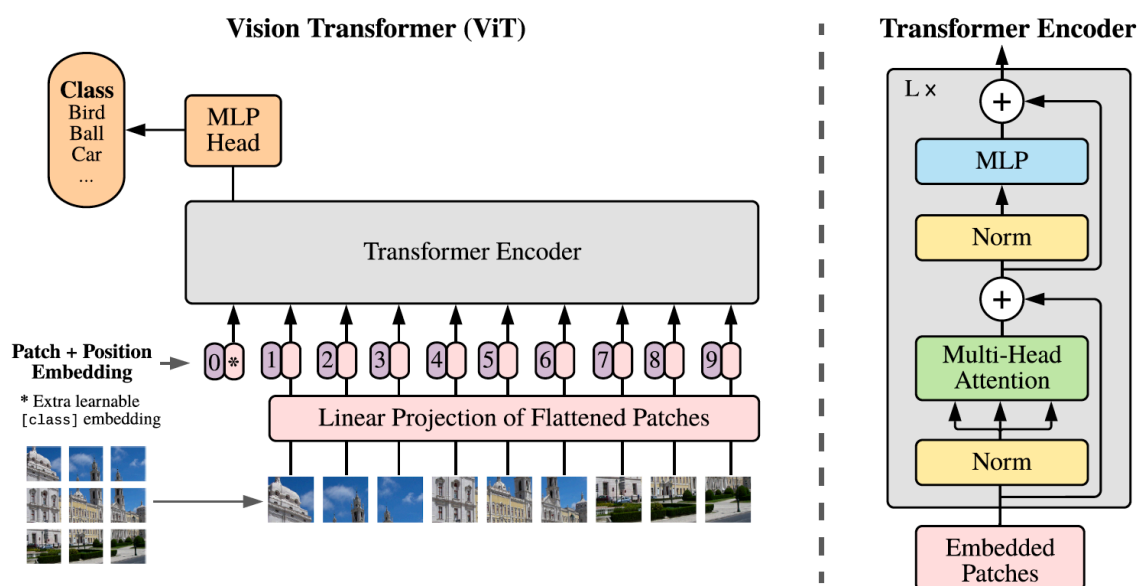 Vision Transformer (ViT)
Class
Bird
Ball
Car
...
MLP
Head
Transformer Encoder
Patch + Position
Embedding
0 * 1 2 3 4 5 6 7 8 9
* Extra learnable
[class] embedding
Linear Projection of Flattened Patches
Transformer Encoder
L ×
+
MLP
Norm
+
Multi-Head
Attention
Norm
Embedded
Patches